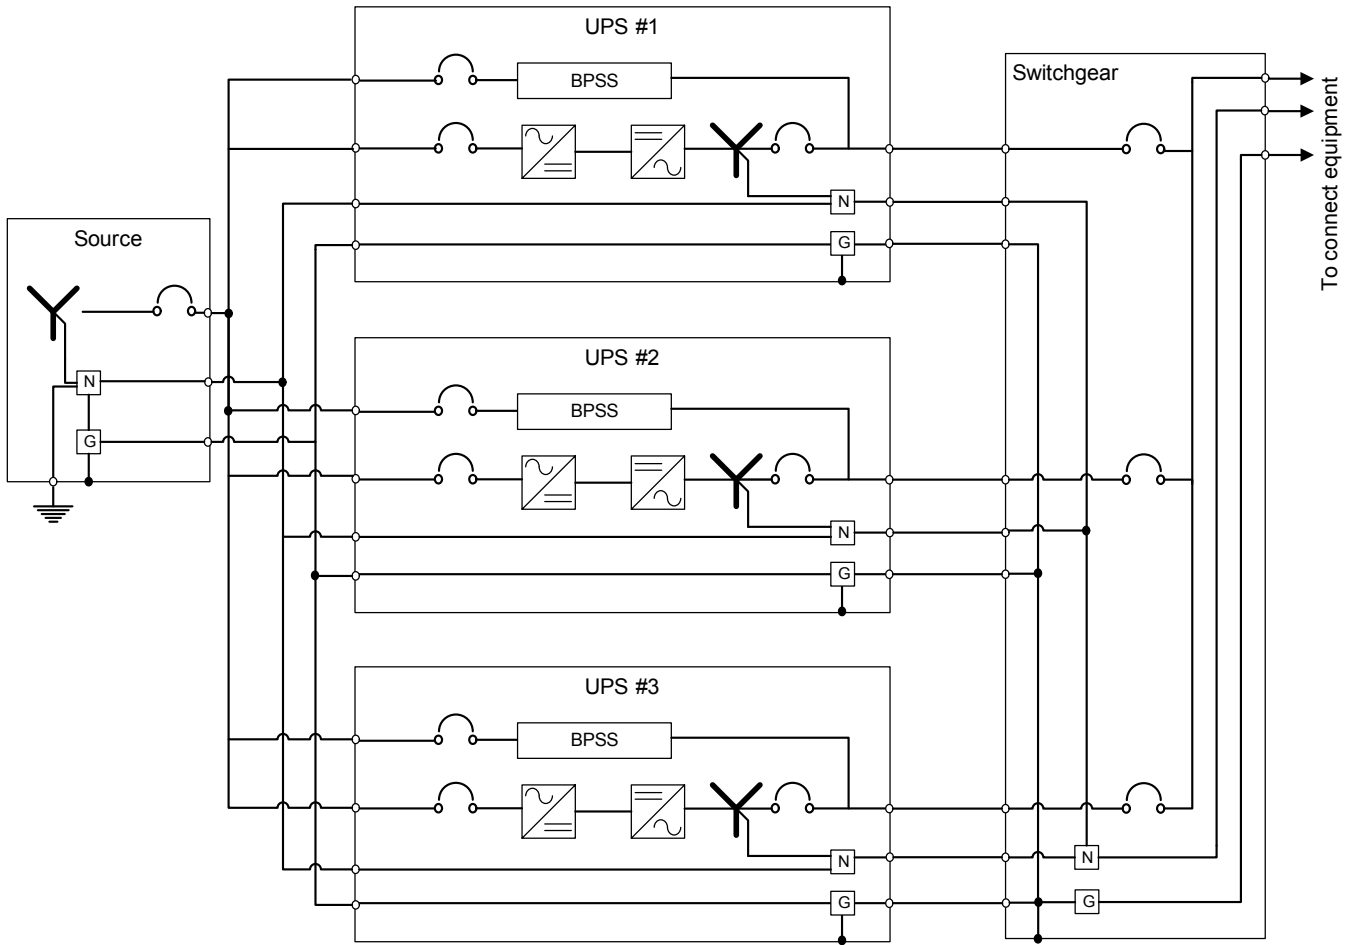 UPS #1
BPSS
N
G
Switchgear
To connect equipment
Source
N
G
UPS #2
BPSS
N
G
UPS #3
BPSS
N
G
N
G